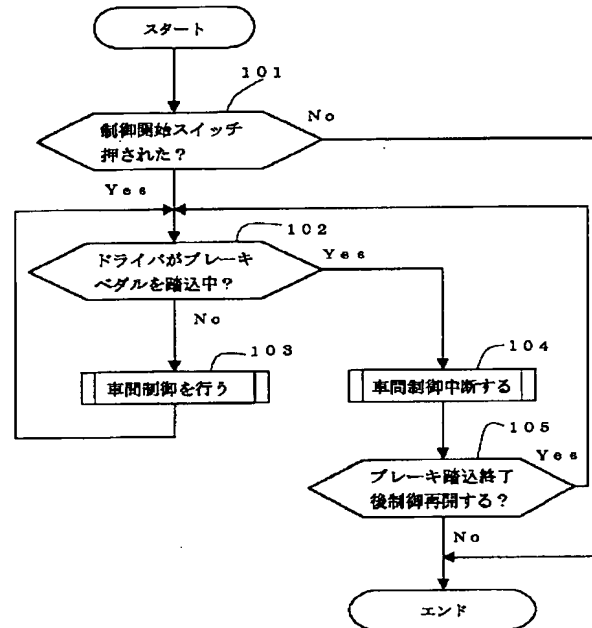 スタート
101
制御開始スイッチ
押された?
No
Yes
102
ドライバがブレーキ
ペダルを踏込中?
Yes
No
103
車間制御を行う
104
車間制御中断する
105
ブレーキ踏込終了
後制御再開する?
Yes
No
エンド